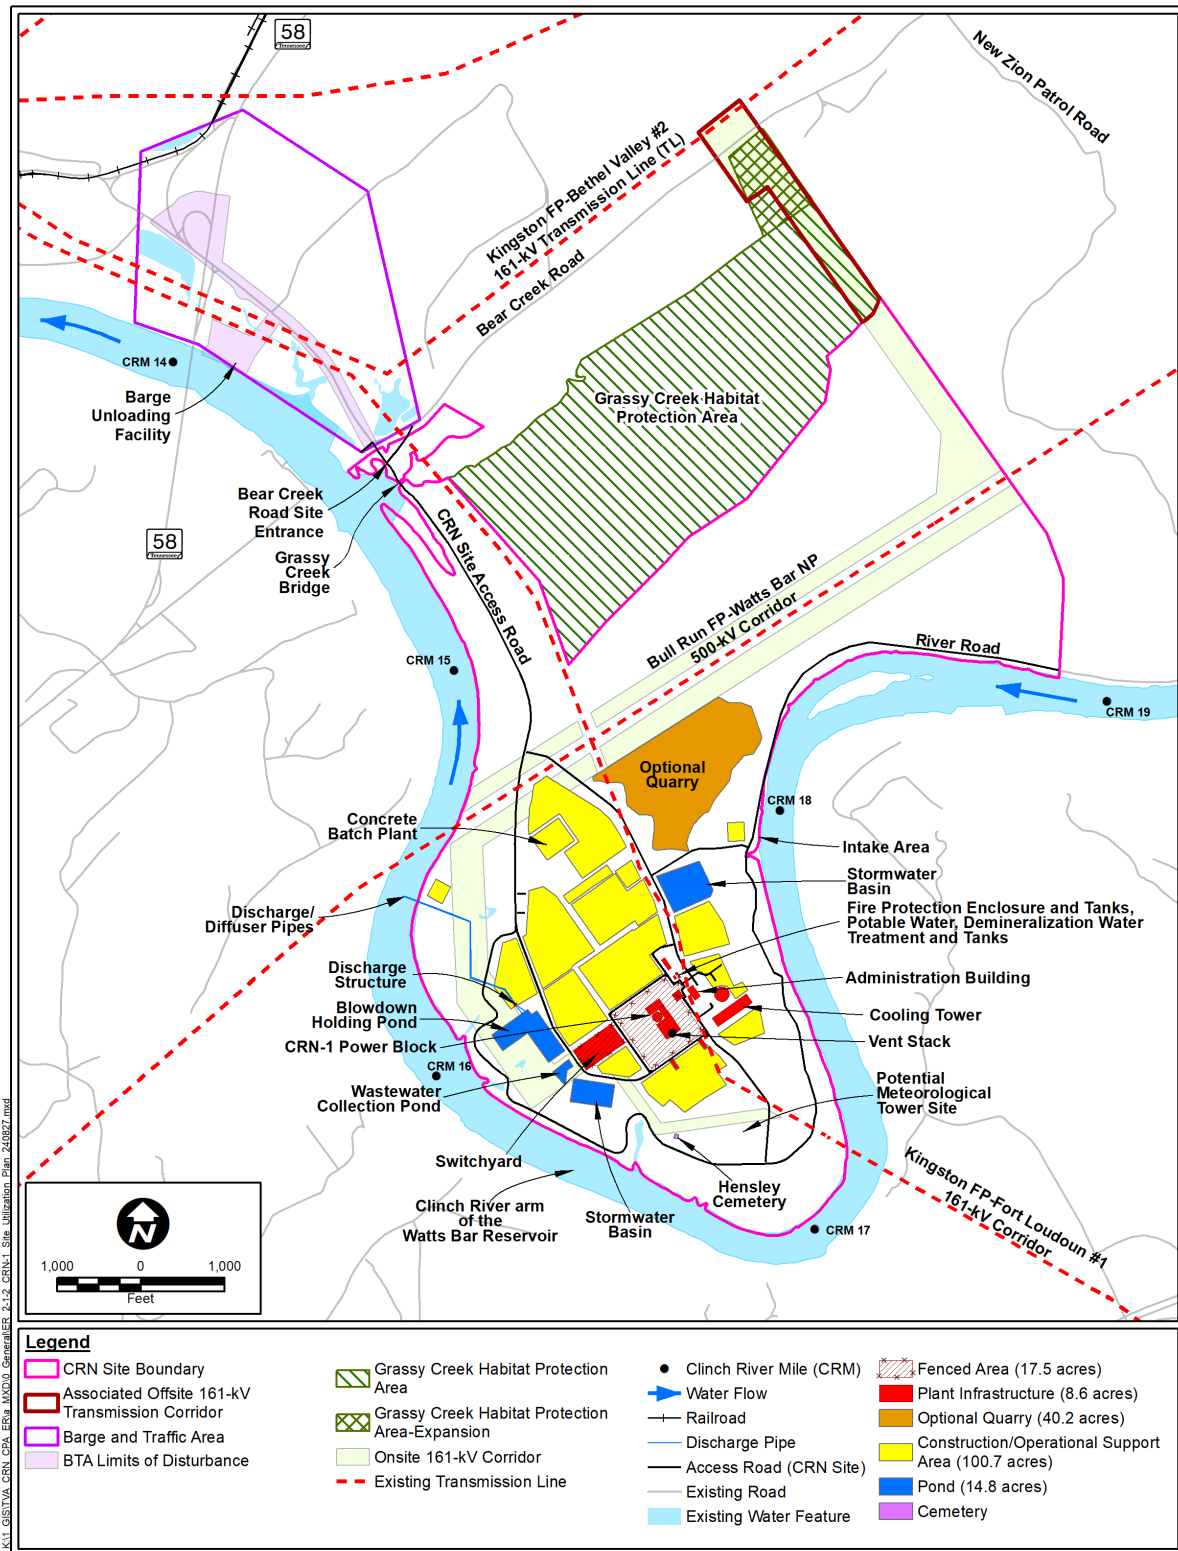 58
Tennessee
New Zion Patrol Road
Kingston FP-Bethel Valley #2
161-kV Transmission Line (TL)
Bear Creek Road
CRM 14
Barge
Unloading
Facility
Grassy Creek Habitat
Protection Area
Bear Creek
Road Site
Entrance
Grassy
Creek
Bridge
58
Tennessee
CRN Site Access Road
Bull Run FP-Watts Bar NP
500-kV Corridor
River Road
CRM 15
CRM 19
Optional
Quarry
CRM 18
Concrete
Batch Plant
Intake Area
Stormwater
Basin
Discharge/
Diffuser Pipes
Fire Protection Enclosure and Tanks,
Potable Water, Demineralization Water
Treatment and Tanks
Discharge
Structure
Administration Building
Blowdown
Holding Pond
Cooling Tower
CRN-1 Power Block
Vent Stack
CRM 16
Wastewater
Collection Pond
Potential
Meteorological
Tower Site
Switchyard
Hensley
Cemetery
Clinch River arm
of the
Watts Bar Reservoir
Stormwater
Basin
CRM 17
Kingston FP-Fort Loudoun #1
161-kV Corridor
N
1,000 0 1,000
Feet
K:\1_GIS\TVA_CRN_CPA_ER\a_MXD\0_General\ER_2-1-2_CRN-1_Site_Utilization_Plan_240827.mxd
Legend
CRN Site Boundary
Associated Offsite 161-kV
Transmission Corridor
Barge and Traffic Area
BTA Limits of Disturbance
Grassy Creek Habitat Protection
Area
Grassy Creek Habitat Protection
Area-Expansion
Onsite 161-kV Corridor
Existing Transmission Line
Clinch River Mile (CRM)
Water Flow
Railroad
Discharge Pipe
Access Road (CRN Site)
Existing Road
Existing Water Feature
Fenced Area (17.5 acres)
Plant Infrastructure (8.6 acres)
Optional Quarry (40.2 acres)
Construction/Operational Support
Area (100.7 acres)
Pond (14.8 acres)
Cemetery